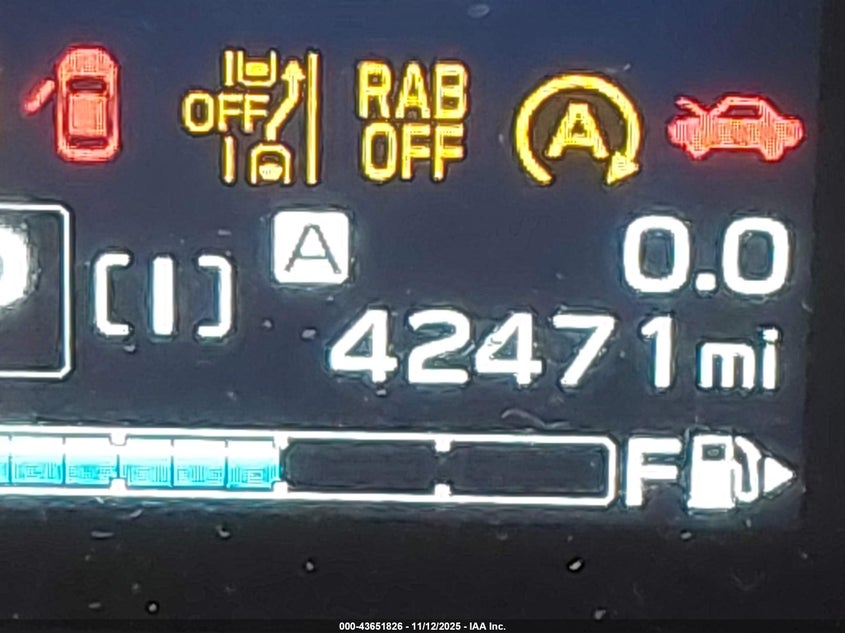 OFF
RAB
OFF
A
A
0.0
42471 mi
F
000-43651826 - 11/12/2025 - IAA Inc.